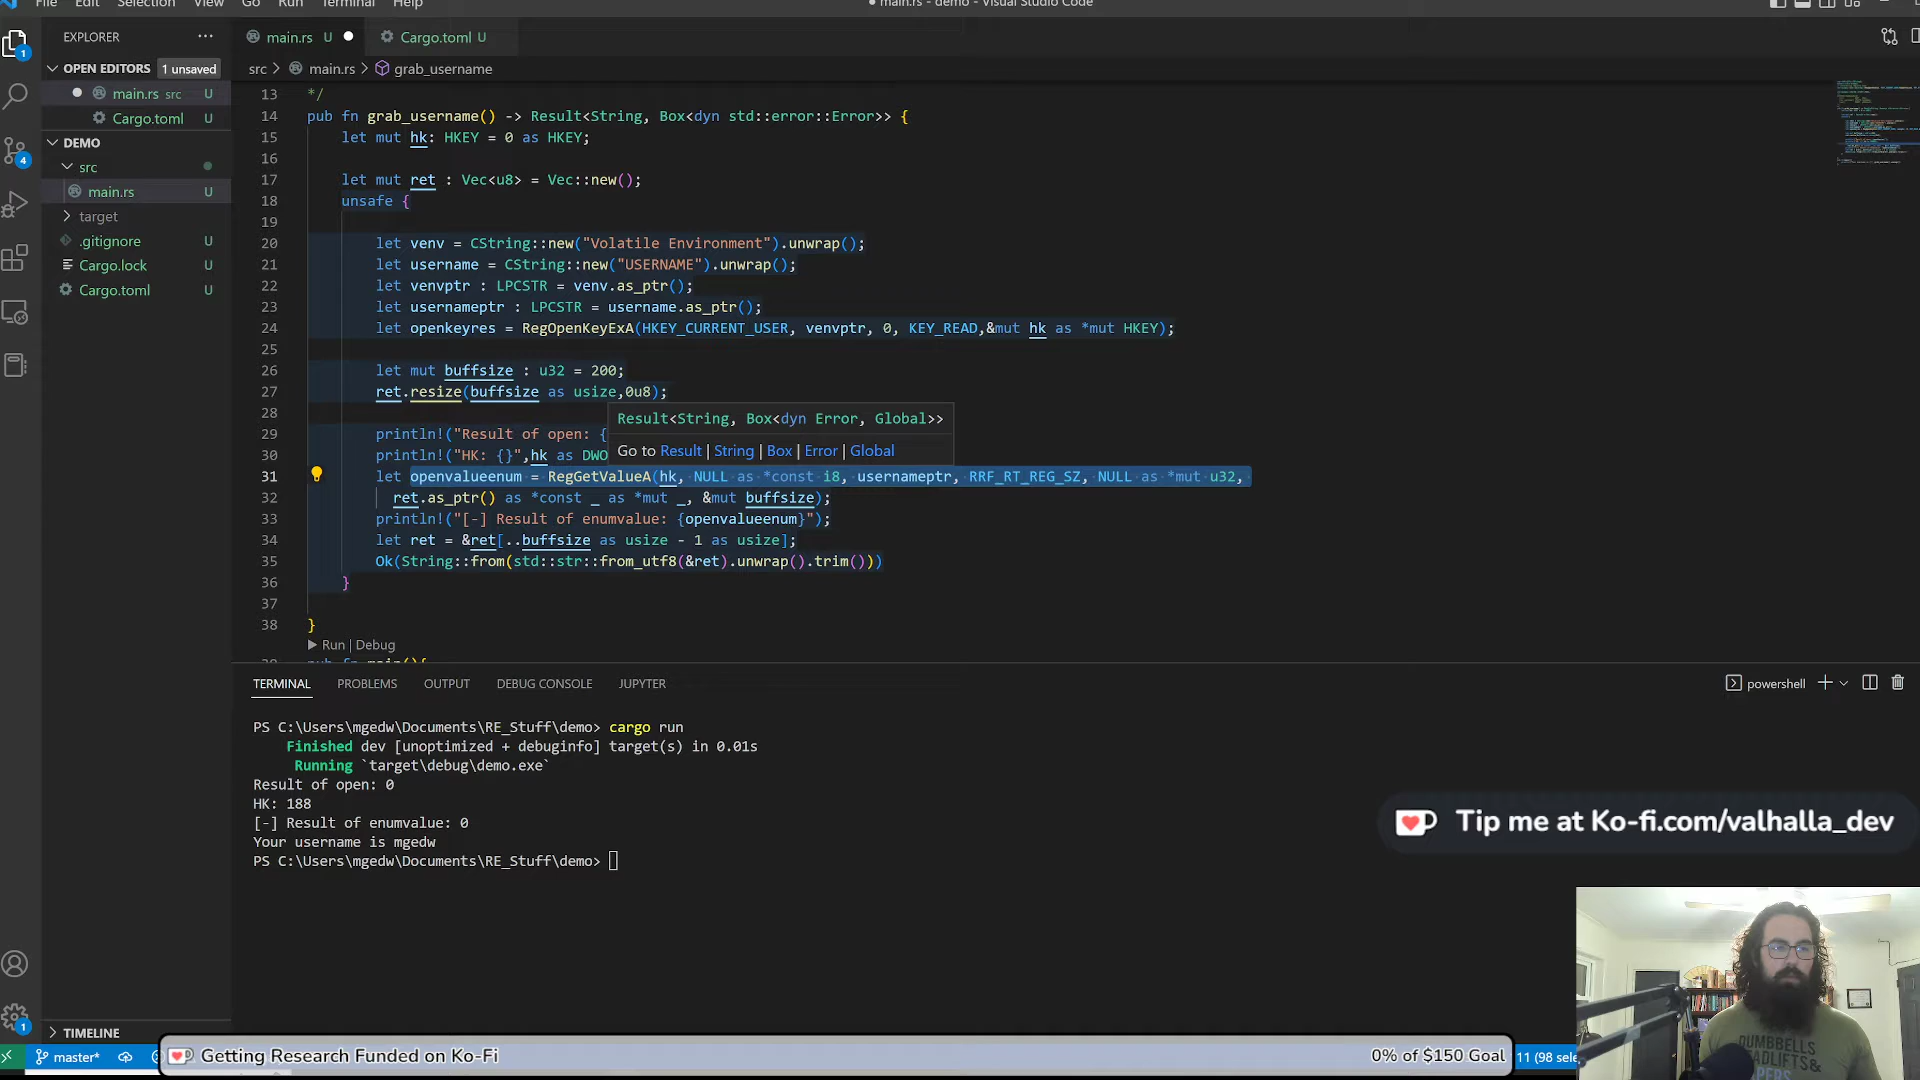 File Edit Selection View Go Run Terminal Help
● main.rs - demo - Visual Studio Code
EXPLORER
OPEN EDITORS 1 unsaved
main.rs src U
Cargo.toml U
DEMO
src
main.rs U
target
.gitignore U
Cargo.lock U
Cargo.toml U
TIMELINE
1
4
1
main.rs U
Cargo.toml U
src > main.rs > grab_username
13 */
14 pub fn grab_username() -> Result<String, Box<dyn std::error::Error>> {
15 let mut hk: HKEY = 0 as HKEY;
16
17 let mut ret : Vec<u8> = Vec::new();
18 unsafe {
19
20 let venv = CString::new("Volatile Environment").unwrap();
21 let username = CString::new("USERNAME").unwrap();
22 let venvptr : LPCSTR = venv.as_ptr();
23 let usernameptr : LPCSTR = username.as_ptr();
24 let openkeyres = RegOpenKeyExA(HKEY_CURRENT_USER, venvptr, 0, KEY_READ,&mut hk as *mut HKEY);
25
26 let mut buffsize : u32 = 200;
27 ret.resize(buffsize as usize,0u8);
28
Result<String, Box<dyn Error, Global>>
Go to Result | String | Box | Error | Global
29 println!("Result of open: {
30 println!("HK: {}",hk as DWO
31 let openvalueenum = RegGetValueA(hk, NULL as *const i8, usernameptr, RRF_RT_REG_SZ, NULL as *mut u32,
32 ret.as_ptr() as *const _ as *mut _, &mut buffsize);
33 println!("[-] Result of enumvalue: {openvalueenum}");
34 let ret = &ret[..buffsize as usize - 1 as usize];
35 Ok(String::from(std::str::from_utf8(&ret).unwrap().trim()))
36 }
37
38 }
Run | Debug
pub fn main(){
TERMINAL PROBLEMS OUTPUT DEBUG CONSOLE JUPYTER
powershell
PS C:\Users\mgedw\Documents\RE_Stuff\demo> cargo run
Finished dev [unoptimized + debuginfo] target(s) in 0.01s
Running `target\debug\demo.exe`
Result of open: 0
HK: 188
[-] Result of enumvalue: 0
Your username is mgedw
PS C:\Users\mgedw\Documents\RE_Stuff\demo>
Tip me at Ko-fi.com/valhalla_dev
DUMBBELLS
master*
Getting Research Funded on Ko-Fi
0% of $150 Goal
11 (98 sele